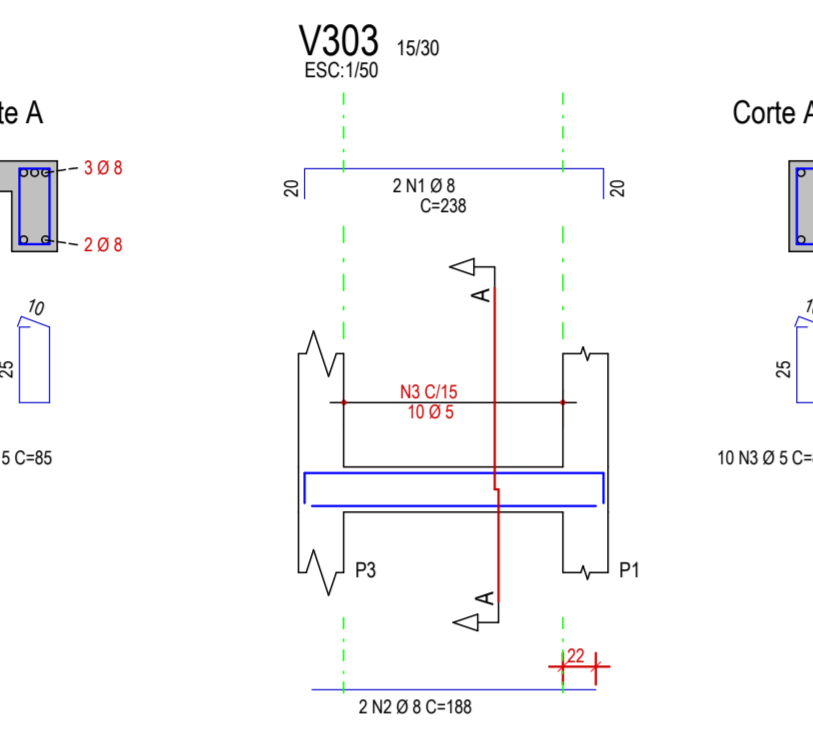 V303 15/30
ESC:1/50
te A
Corte A
3 Ø 8
2 Ø 8
10
25
5 C=85
20
2 N1 Ø 8
C=238
20
A
N3 C/15
10 Ø 5
P3
P1
A
22
2 N2 Ø 8 C=188
25
10 N3 Ø 5 C=